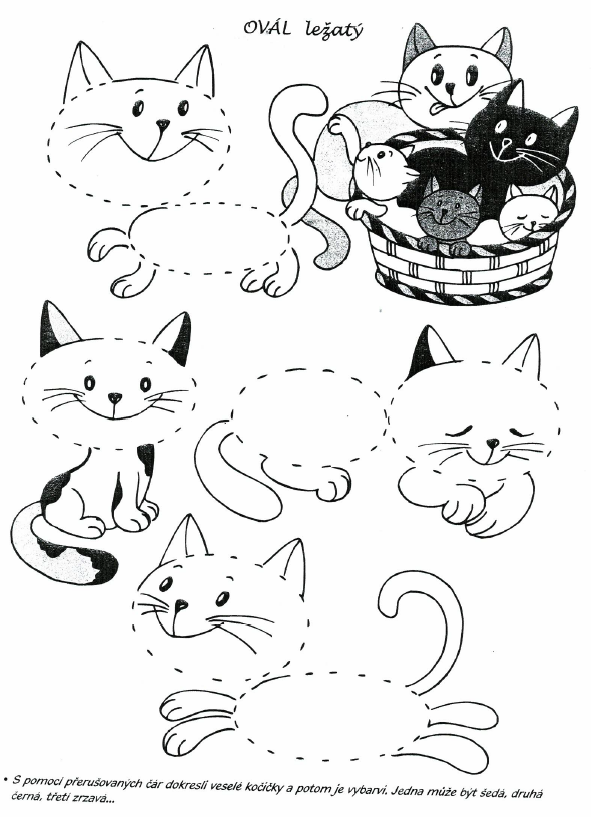 OVÁL ležatý
• S pomocí přerušovaných čar dokresli veselé kočičky a potom je vybarvi. Jedna může být šedá, druhá
černá, třetí zrzavá...